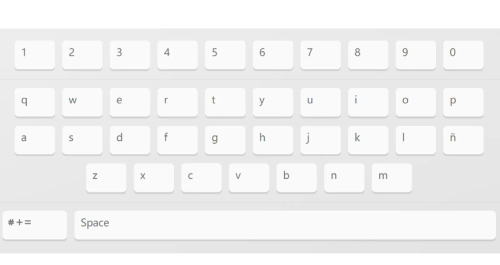 1 2 3 4 5 6 7 8 9 0
q w e r t y u i o p
a s d f g h j k l ñ
z x c v b n m
#+= Space